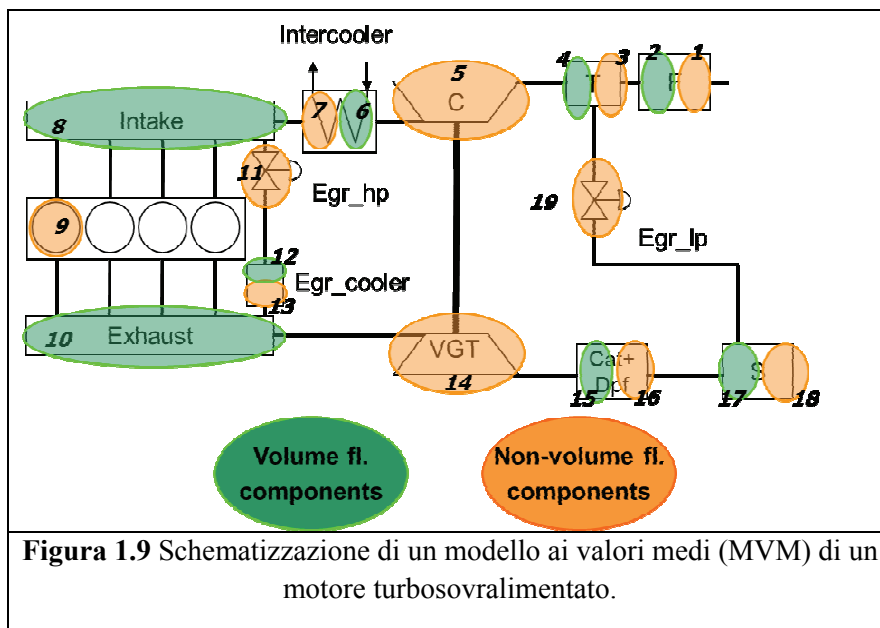 Intercooler
4
3
2
1
5
T
F
C
7
6
8
Intake
11
Egr_hp
19
9
Egr_lp
12
Egr_cooler
13
10
Exhaust
VGT
14
Cat+
Dpf
S
15
16
17
18
Volume fl.
components
Non-volume fl.
components
Figura 1.9 Schematizzazione di un modello ai valori medi (MVM) di un
motore turbosovralimentato.